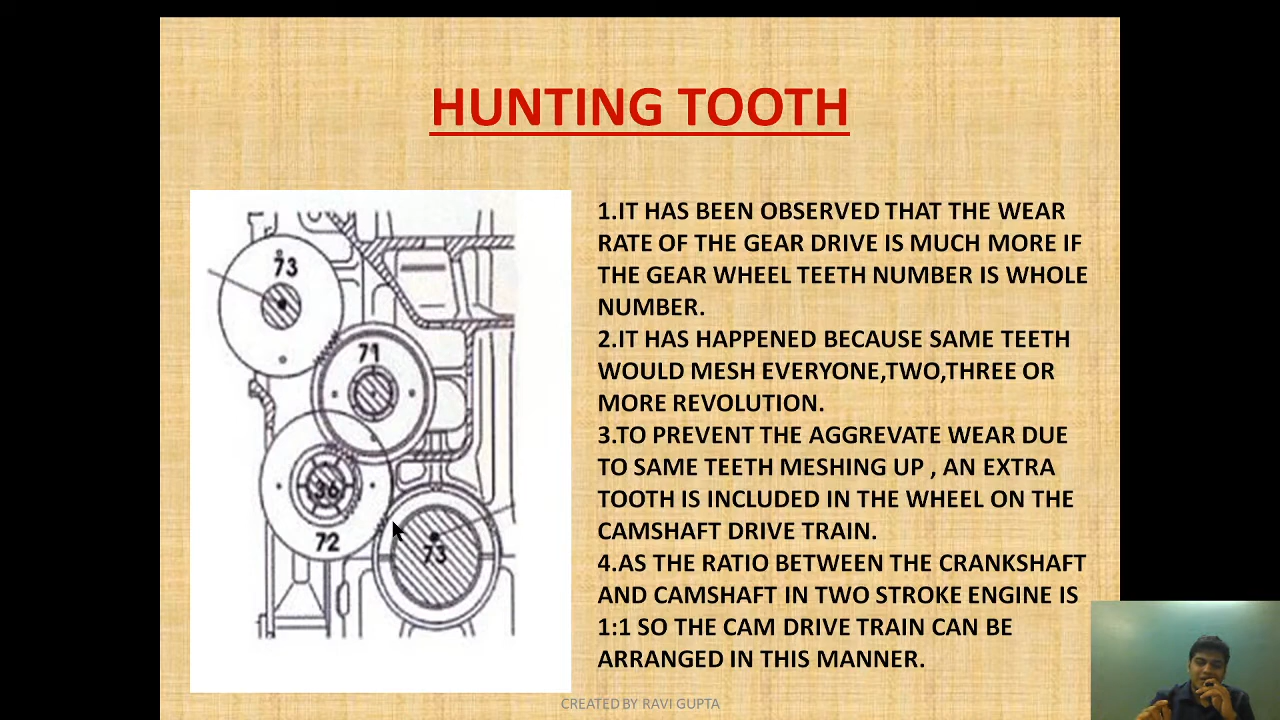 HUNTING TOOTH
73
71
36
72
73
1.IT HAS BEEN OBSERVED THAT THE WEAR
RATE OF THE GEAR DRIVE IS MUCH MORE IF
THE GEAR WHEEL TEETH NUMBER IS WHOLE
NUMBER.
2.IT HAS HAPPENED BECAUSE SAME TEETH
WOULD MESH EVERYONE,TWO,THREE OR
MORE REVOLUTION.
3.TO PREVENT THE AGGREVATE WEAR DUE
TO SAME TEETH MESHING UP , AN EXTRA
TOOTH IS INCLUDED IN THE WHEEL ON THE
CAMSHAFT DRIVE TRAIN.
4.AS THE RATIO BETWEEN THE CRANKSHAFT
AND CAMSHAFT IN TWO STROKE ENGINE IS
1:1 SO THE CAM DRIVE TRAIN CAN BE
ARRANGED IN THIS MANNER.
CREATED BY RAVI GUPTA